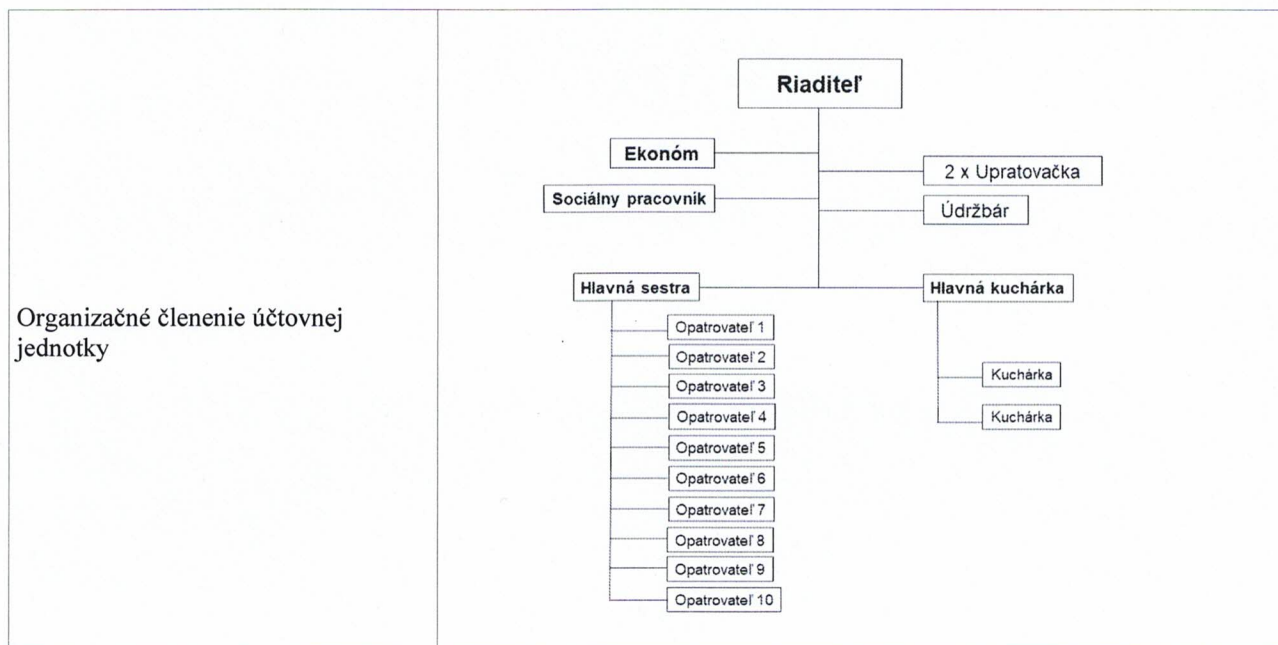 Organizačné členenie účtovnej
jednotky
Riaditeľ
Ekonóm
2 x Upratovačka
Sociálny pracovník
Údržbár
Hlavná sestra
Hlavná kuchárka
Opatrovateľ 1
Opatrovateľ 2
Opatrovateľ 3
Opatrovateľ 4
Opatrovateľ 5
Opatrovateľ 6
Opatrovateľ 7
Opatrovateľ 8
Opatrovateľ 9
Opatrovateľ 10
Kuchárka
Kuchárka